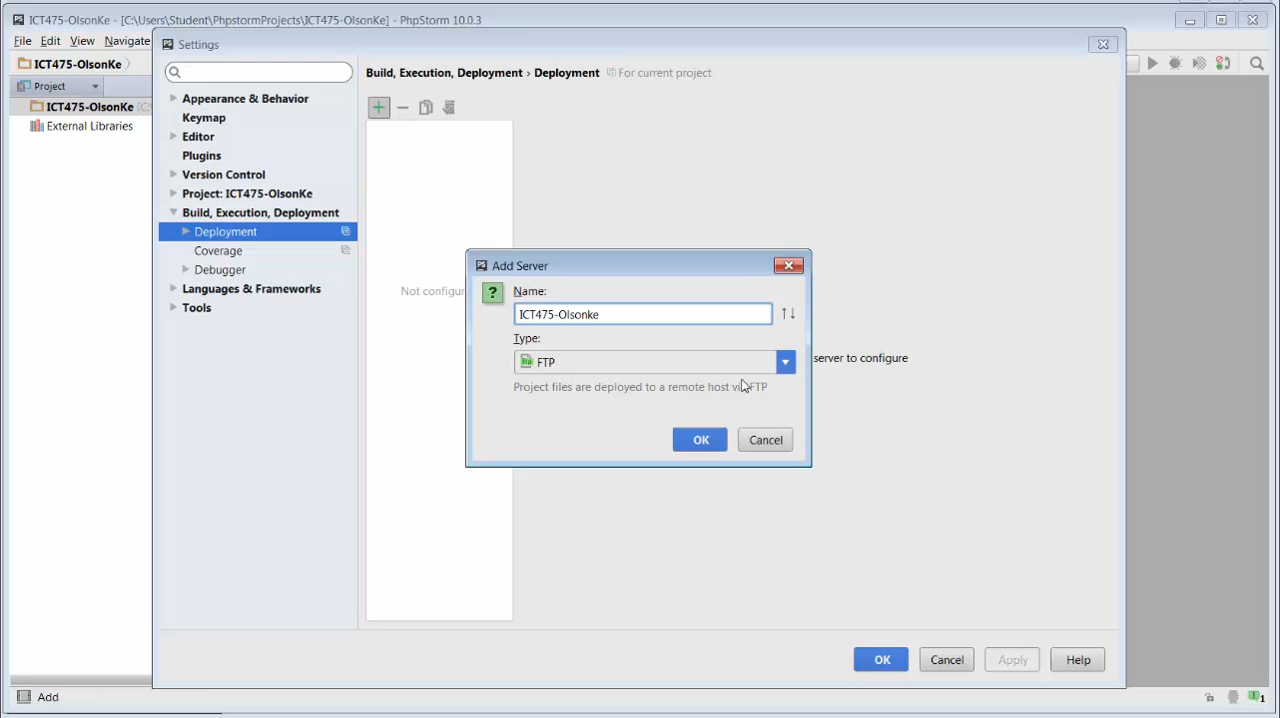 ICT475-OlsonKe - [C:\Users\Student\PhpstormProjects\ICT475-OlsonKe] - PhpStorm 10.0.3
File Edit View Navigate
Settings
ICT475-OlsonKe
Build, Execution, Deployment › Deployment For current project
Project
Appearance & Behavior
ICT475-OlsonKe (C:
Keymap
External Libraries
Editor
Plugins
Version Control
Project: ICT475-OlsonKe
Build, Execution, Deployment
Deployment
Coverage
Debugger
Languages & Frameworks
Tools
Add Server
Not configur
Name:
ICT475-Olsonke
Type:
FTP
server to configure
Project files are deployed to a remote host via FTP
OK Cancel
OK Cancel Apply Help
Add
1